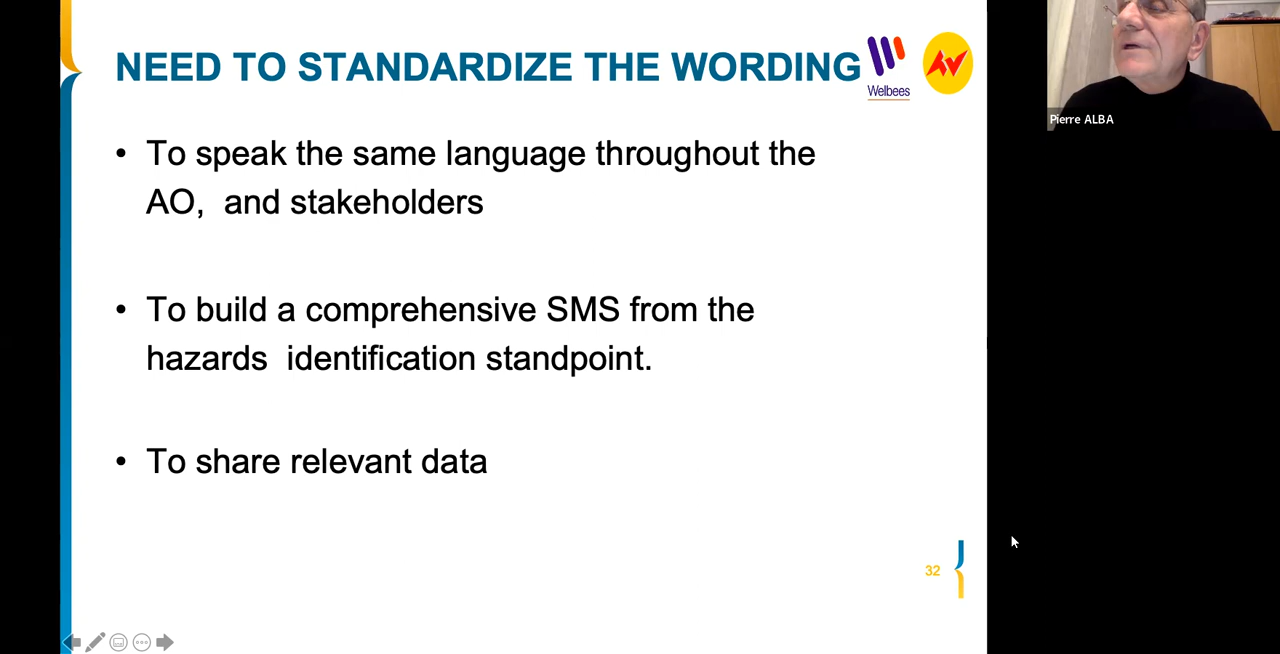 NEED TO STANDARDIZE THE WORDING
Welbees
• To speak the same language throughout the
AO,  and stakeholders
• To build a comprehensive SMS from the
hazards  identification standpoint.
• To share relevant data
32
Pierre ALBA